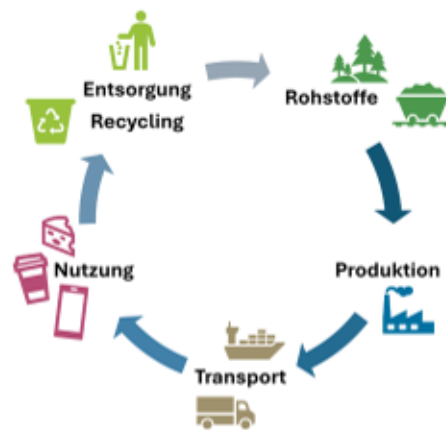 Entsorgung
Recycling
Rohstoffe
Produktion
Transport
Nutzung